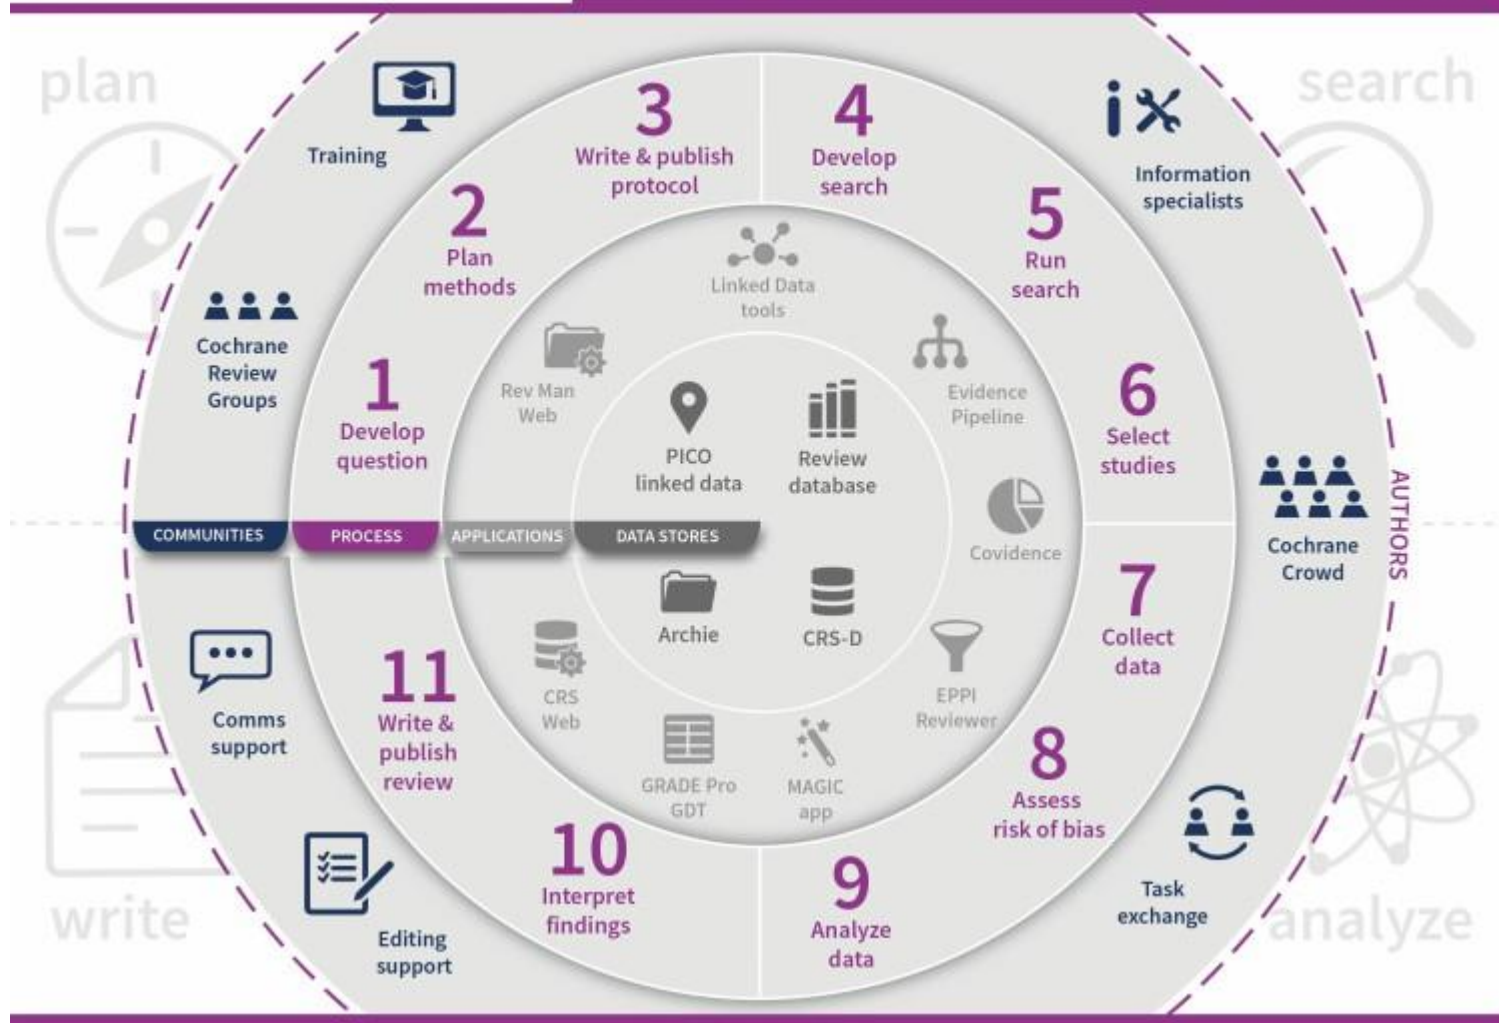 plan
search
Training
3
Write & publish
protocol
4
Develop
search
Information
specialists
2
Plan
methods
5
Run
search
Linked Data
tools
Cochrane
Review
Groups
1
Develop
question
Rev Man
Web
Evidence
Pipeline
6
Select
studies
PICO
linked data
Review
database
COMMUNITIES
PROCESS
APPLICATIONS
DATA STORES
Covidence
Cochrane
Crowd
AUTHORS
Archie
CRS-D
7
Collect
data
Comms
support
11
Write &
publish
review
CRS
Web
EPPI
Reviewer
GRADE Pro
GDT
MAGIC
app
8
Assess
risk of bias
10
Interpret
findings
9
Analyze
data
Task
exchange
Editing
support
write
analyze